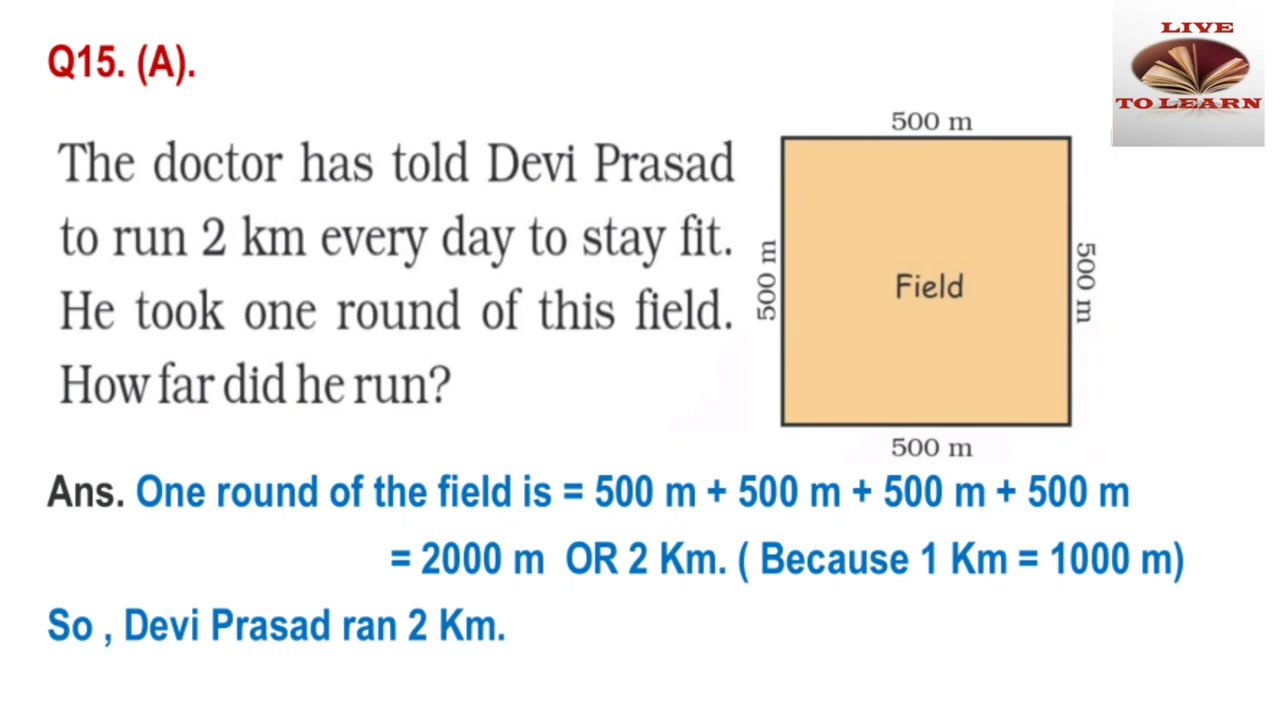 Q15. (A).
LIVE
TO LEARN
The doctor has told Devi Prasad
to run 2 km every day to stay fit.
He took one round of this field.
How far did he run?
500 m
500 m
Field
500 m
500 m
Ans. One round of the field is = 500 m + 500 m + 500 m + 500 m
= 2000 m OR 2 Km. ( Because 1 Km = 1000 m)
So , Devi Prasad ran 2 Km.